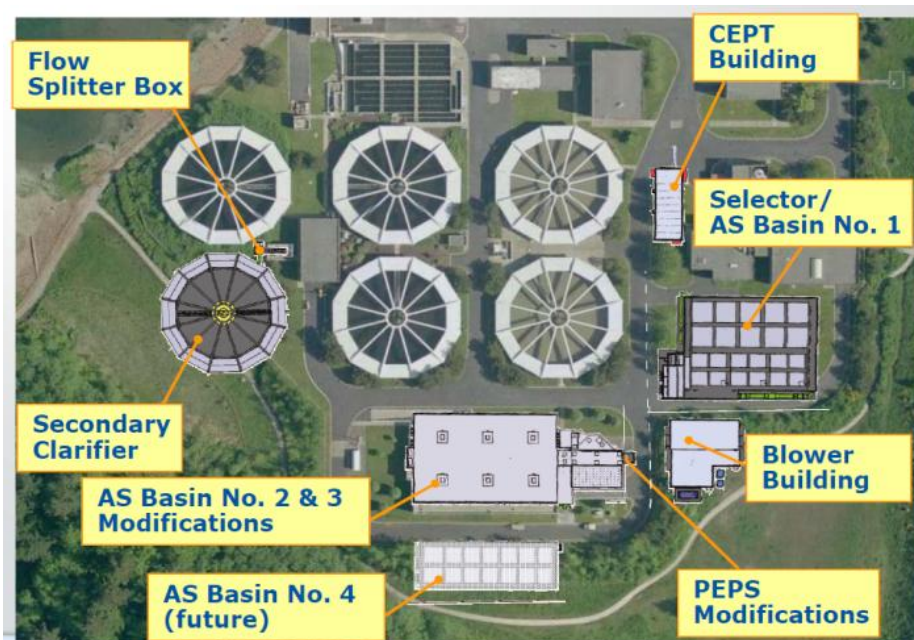 Flow
Splitter Box
CEPT
Building
Selector/
AS Basin No. 1
Secondary
Clarifier
Blower
Building
AS Basin No. 2 & 3
Modifications
AS Basin No. 4
(future)
PEPS
Modifications